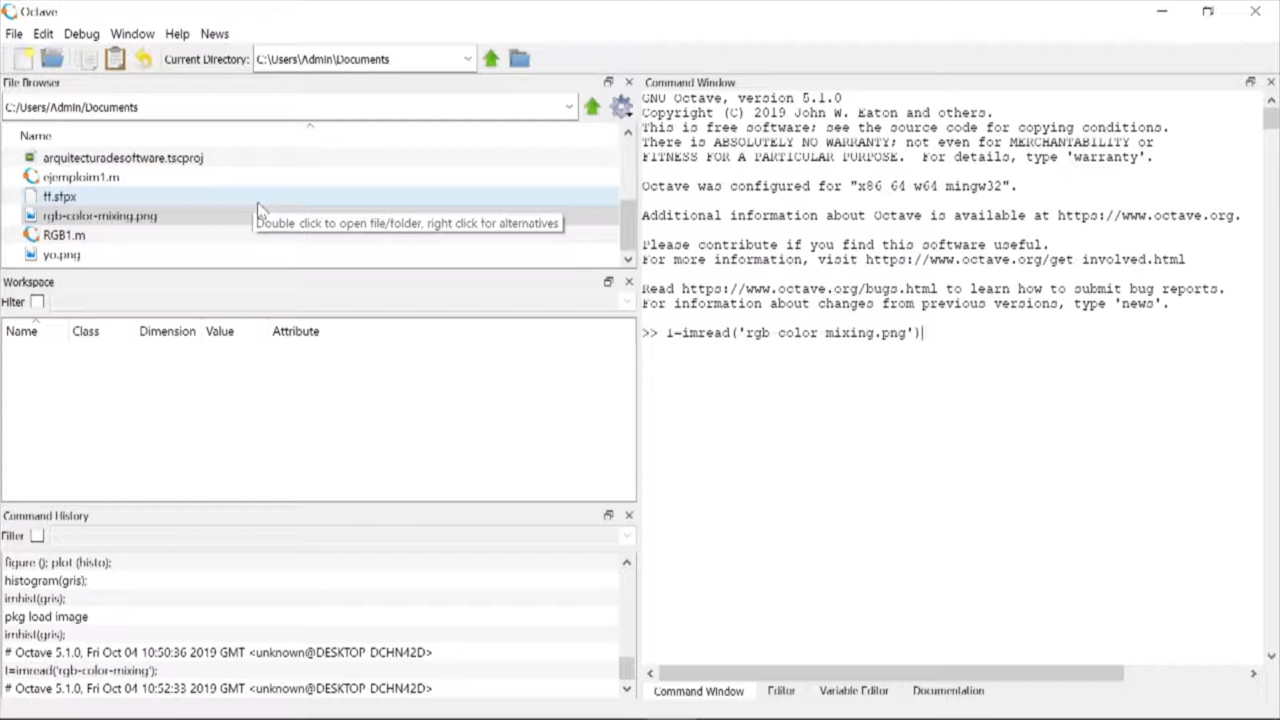 Octave
File Edit Debug Window Help News
Current Directory: C:\Users\Admin\Documents
File Browser
C:/Users/Admin/Documents
Name
arquitecturadesoftware.tscproj
ejemploim1.m
ff.sfpx
rgb-color-mixing.png
Double click to open file/folder, right click for alternatives
RGB1.m
yo.png
Workspace
Filter
Name Class Dimension Value Attribute
Command History
Filter
figure (); plot (histo);
histogram(gris);
imhist(gris);
pkg load image
imhist(gris);
# Octave 5.1.0, Fri Oct 04 10:50:36 2019 GMT <unknown@DESKTOP-DCHN42D>
I=imread('rgb-color-mixing');
# Octave 5.1.0, Fri Oct 04 10:52:33 2019 GMT <unknown@DESKTOP-DCHN42D>
Command Window
GNU Octave, version 5.1.0
Copyright (C) 2019 John W. Eaton and others.
This is free software; see the source code for copying conditions.
There is ABSOLUTELY NO WARRANTY; not even for MERCHANTABILITY or
FITNESS FOR A PARTICULAR PURPOSE.  For details, type 'warranty'.
Octave was configured for "x86_64-w64-mingw32".
Additional information about Octave is available at https://www.octave.org.
Please contribute if you find this software useful.
For more information, visit https://www.octave.org/get-involved.html
Read https://www.octave.org/bugs.html to learn how to submit bug reports.
For information about changes from previous versions, type 'news'.
>> I=imread('rgb-color-mixing.png')
Command Window Editor Variable Editor Documentation